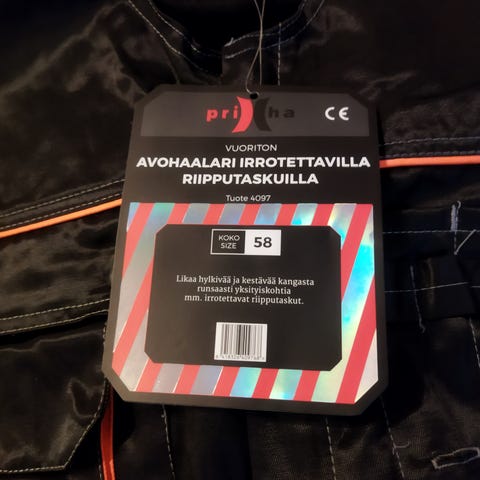 priXha
CE
VUORITON
AVOHAALARI IRROTETTAVILLA
RIIPPUTASKUILLA
Tuote 4097
KOKO
SIZE
58
Likaa hylkivää ja kestävää kangasta
runsaasti yksityiskohtia
mm. irrotettavat riipputaskut.